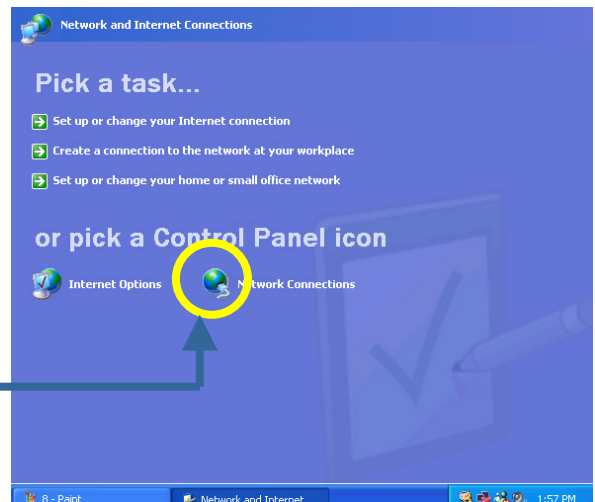 Network and Internet Connections
Pick a task...
Set up or change your Internet connection
Create a connection to the network at your workplace
Set up or change your home or small office network
or pick a Control Panel icon
Internet Options
Network Connections
8 - Paint
Network and Internet
1:57 PM